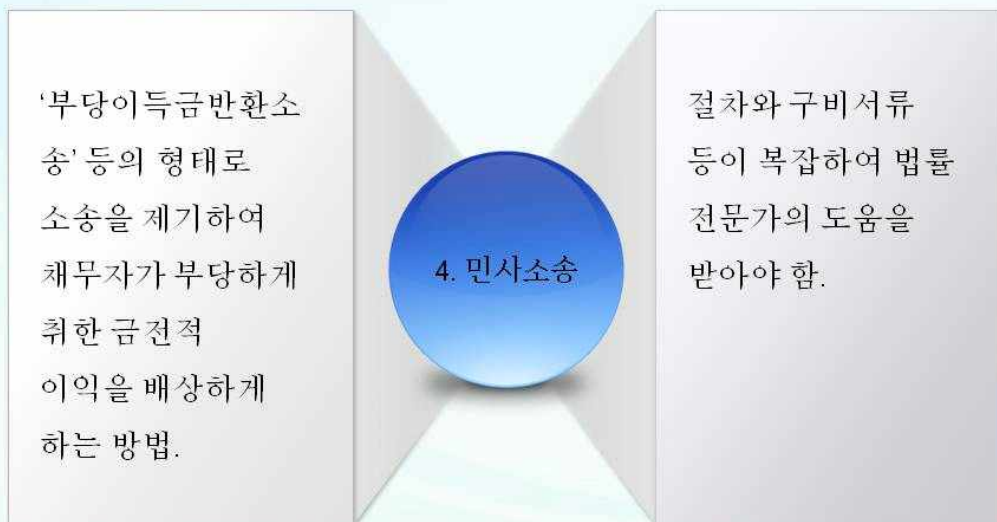 ‘부당이득금반환소
송’ 등의 형태로
소송을 제기하여
채무자가 부당하게
취한 금전적
이익을 배상하게
하는 방법.
4. 민사소송
절차와 구비서류
등이 복잡하여 법률
전문가의 도움을
받아야 함.